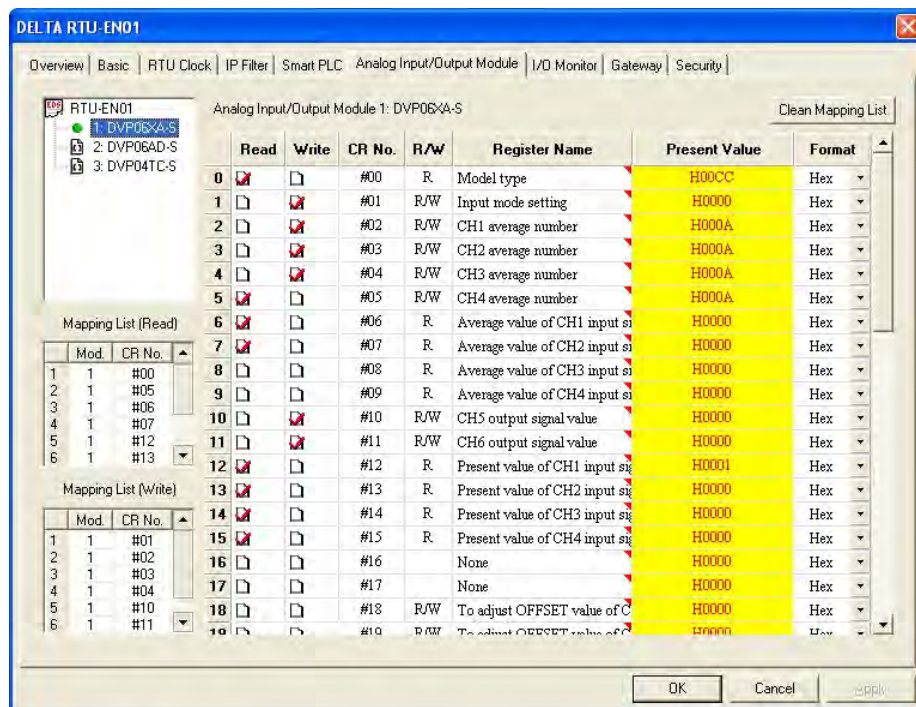 DELTA RTU-EN01
Overview Basic RTU Clock IP Filter Smart PLC Analog Input/Output Module I/O Monitor Gateway Security
EDS RTU-EN01
1: DVP06XA-S
2: DVP06AD-S
3: DVP04TC-S
Analog Input/Output Module 1: DVP06XA-S Clean Mapping List
Read Write CR No. R/W Register Name Present Value Format
0 #00 R Model type H00CC Hex
1 #01 R/W Input mode setting H0000 Hex
2 #02 R/W CH1 average number H000A Hex
3 #03 R/W CH2 average number H000A Hex
4 #04 R/W CH3 average number H000A Hex
5 #05 R/W CH4 average number H000A Hex
6 #06 R Average value of CH1 input si H0000 Hex
7 #07 R Average value of CH2 input si H0000 Hex
8 #08 R Average value of CH3 input si H0000 Hex
9 #09 R Average value of CH4 input si H0000 Hex
10 #10 R/W CH5 output signal value H0000 Hex
11 #11 R/W CH6 output signal value H0000 Hex
12 #12 R Present value of CH1 input sig H0001 Hex
13 #13 R Present value of CH2 input sig H0000 Hex
14 #14 R Present value of CH3 input sig H0000 Hex
15 #15 R Present value of CH4 input sig H0000 Hex
16 #16 None H0000 Hex
17 #17 None H0000 Hex
18 #18 R/W To adjust OFFSET value of C H0000 Hex
19 #19 R/W To adjust OFFSET value of C H0000 Hex
Mapping List (Read)
Mod. CR No.
1 1 #00
2 1 #05
3 1 #06
4 1 #07
5 1 #12
6 1 #13
Mapping List (Write)
Mod. CR No.
1 1 #01
2 1 #02
3 1 #03
4 1 #04
5 1 #10
6 1 #11
OK Cancel Apply